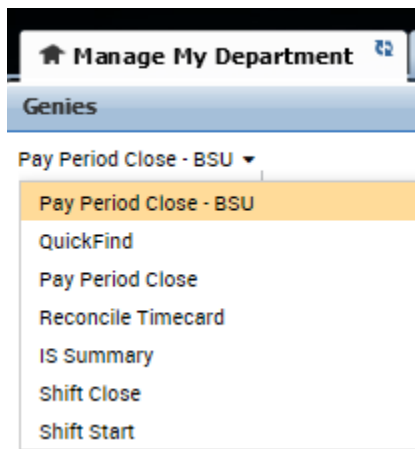 Manage My Department
Genies
Pay Period Close - BSU
Pay Period Close - BSU
QuickFind
Pay Period Close
Reconcile Timecard
IS Summary
Shift Close
Shift Start